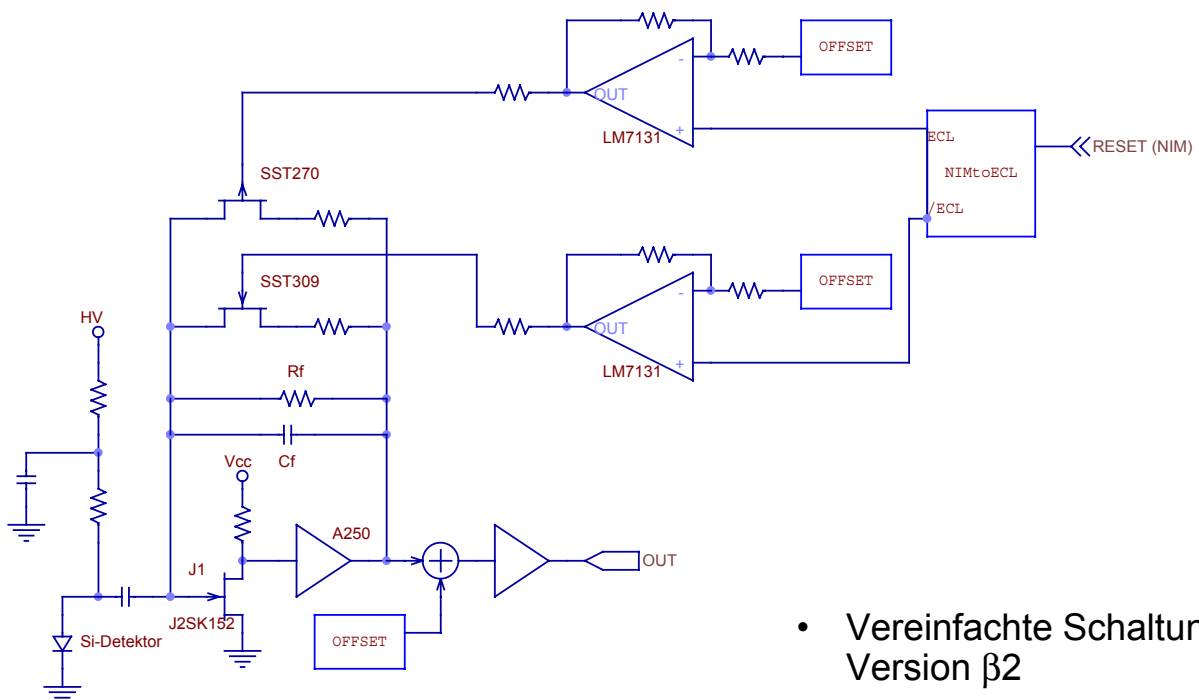 OFFSET
-
OUT
+
LM7131
ECL
NIMtoECL
/ECL
RESET (NIM)
SST270
OFFSET
-
OUT
+
LM7131
SST309
HV
Rf
Cf
Vcc
A250
J1
J2SK152
OUT
OFFSET
Si-Detektor
• Vereinfachte Schaltun
Version β2